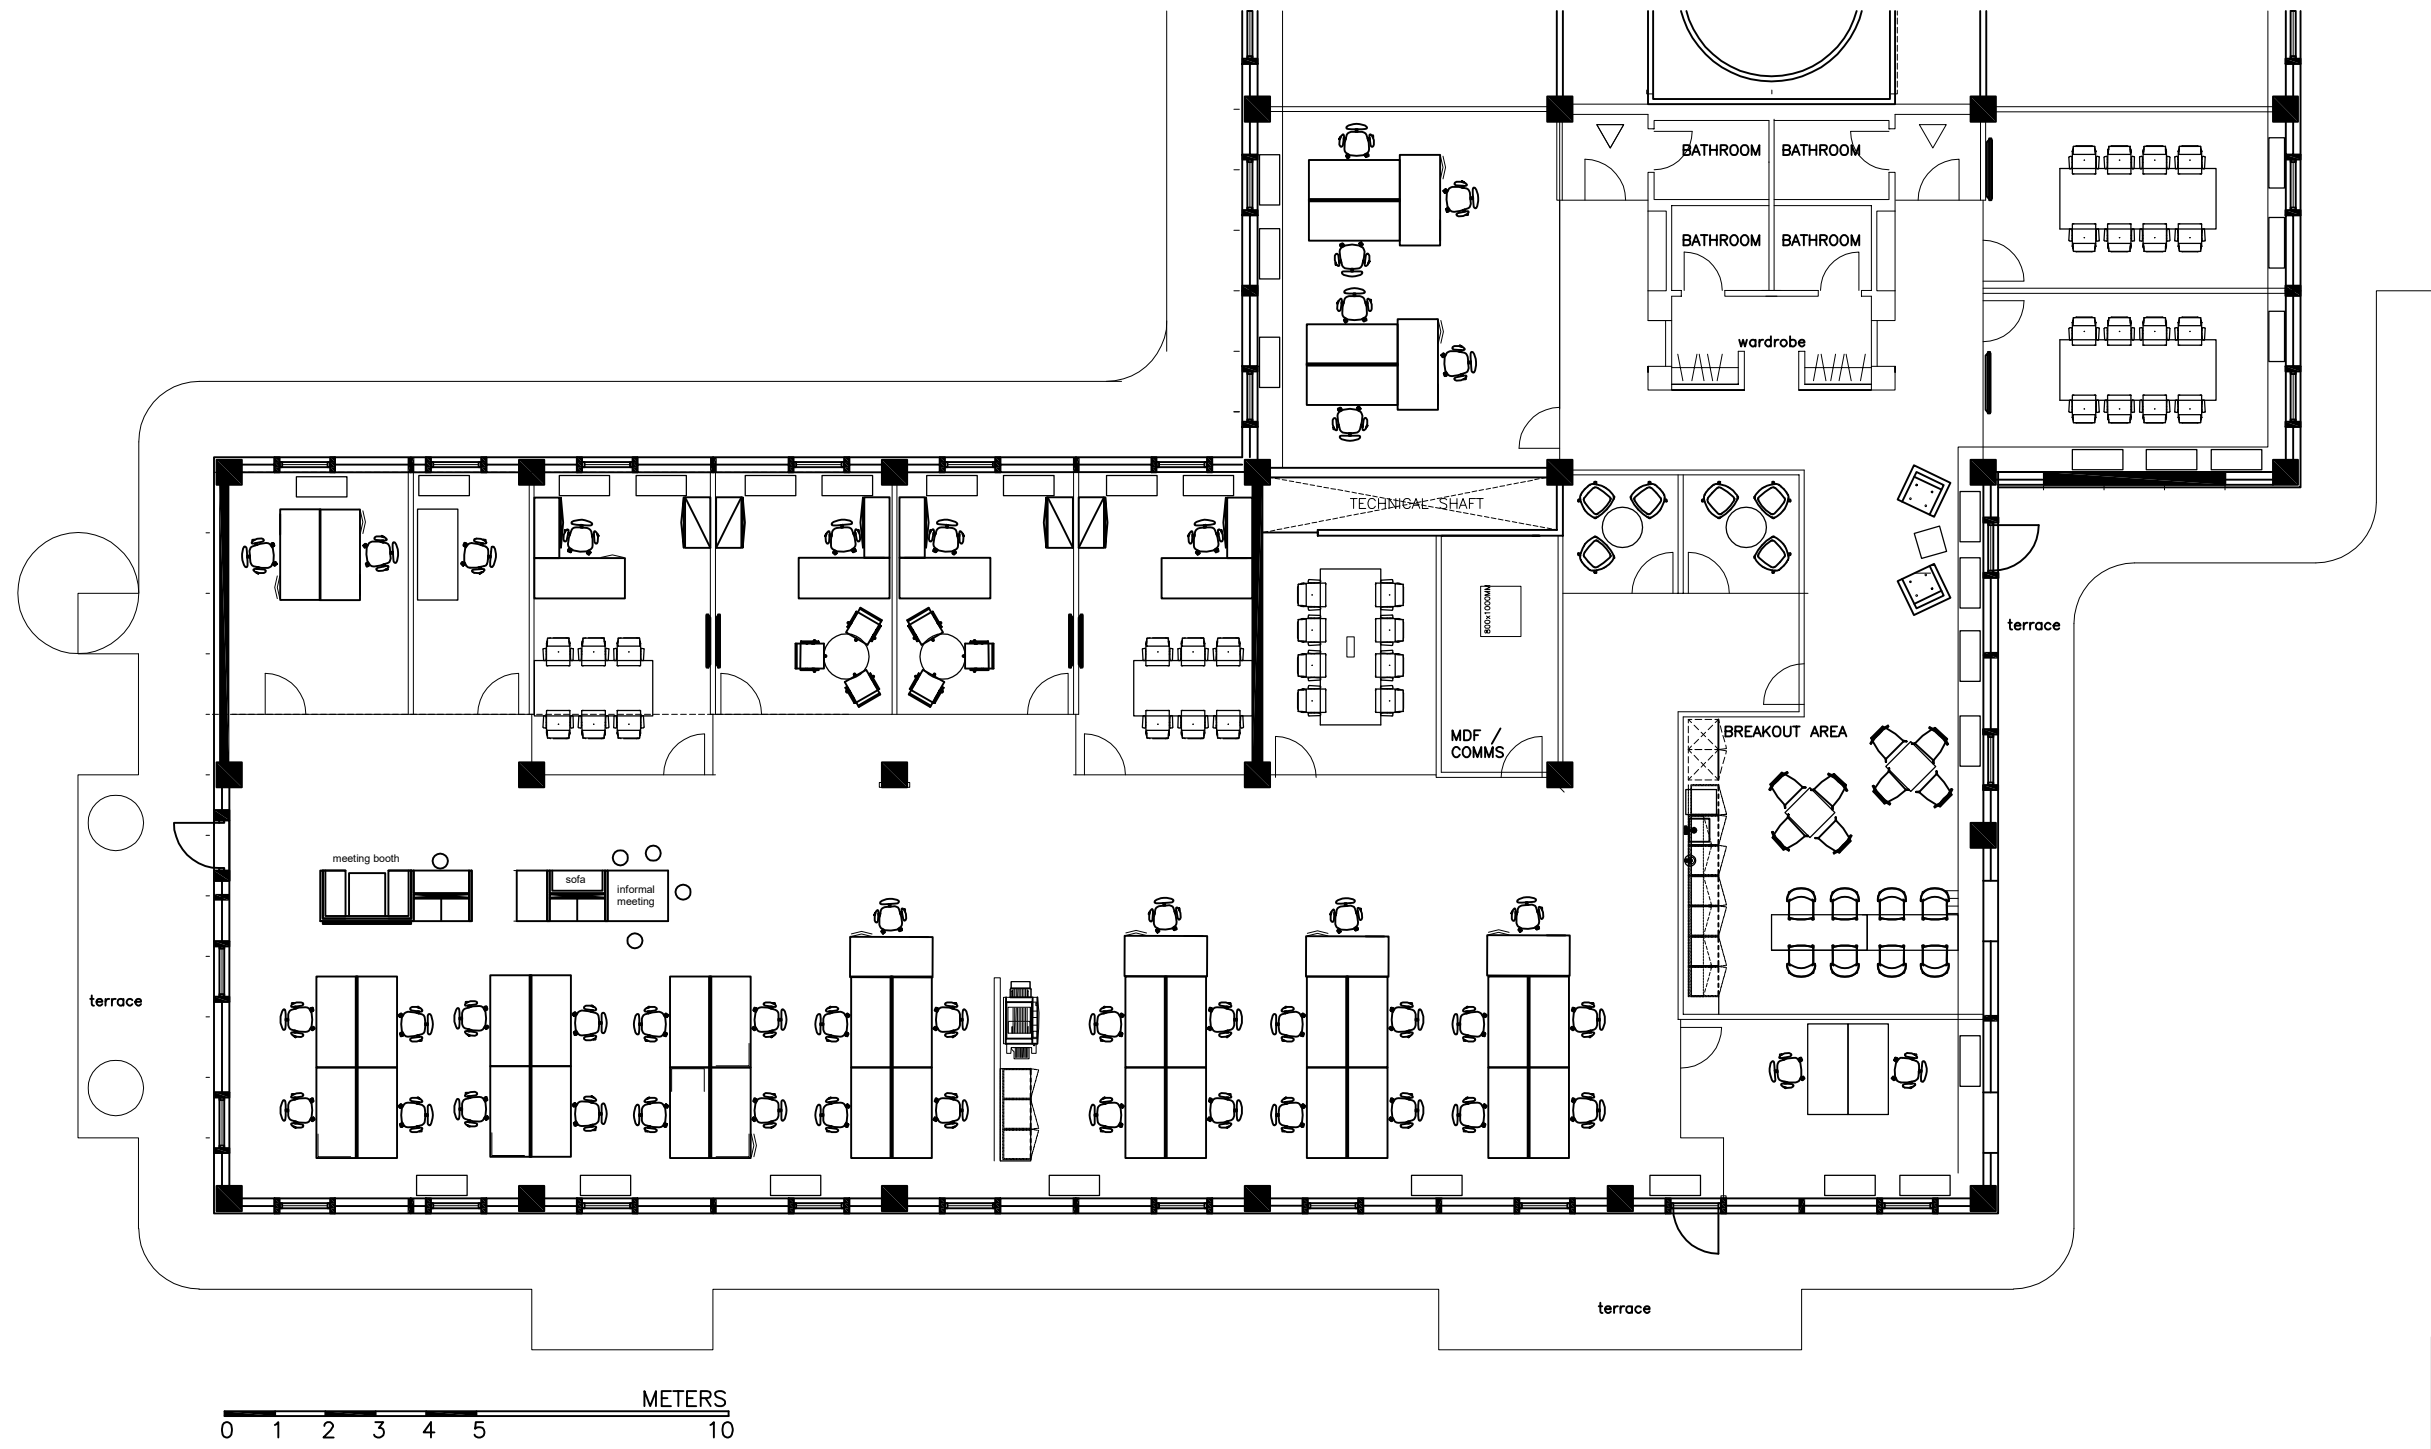 BATHROOM BATHROOM
BATHROOM BATHROOM
wardrobe
TECHNICAL SHAFT
800x1000MM
terrace
MDF /
COMMS
BREAKOUT AREA
meeting booth
sofa
informal
meeting
terrace
terrace
METERS
0 1 2 3 4 5 10